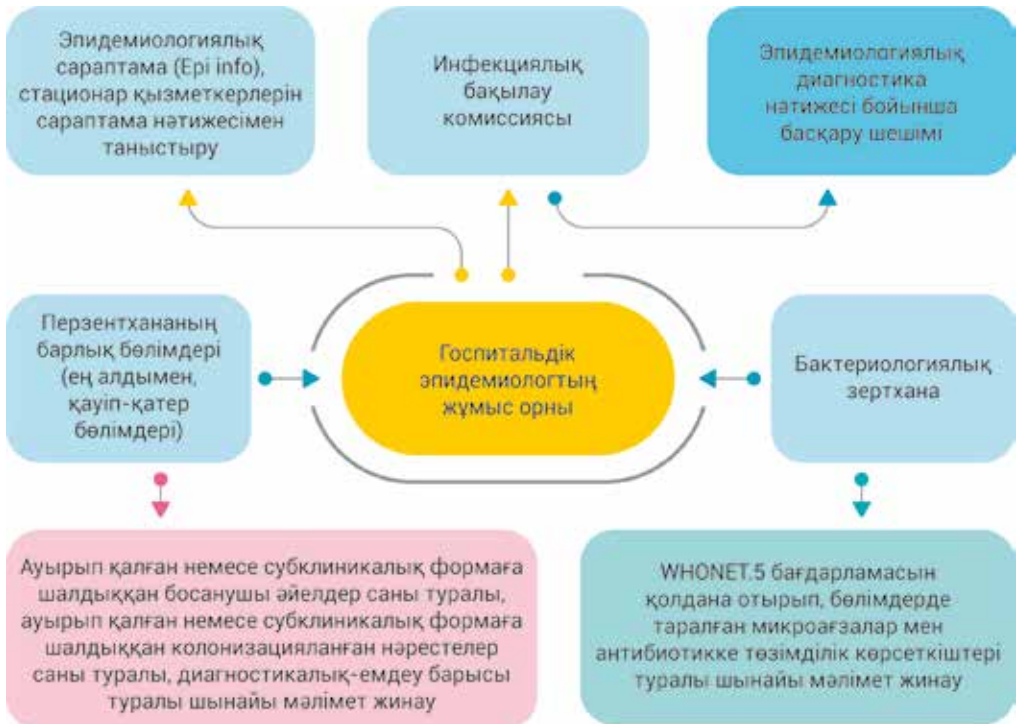 Эпидемиологиялық
сараптама (Epi info),
стационар қызметкерлерін
сараптама нәтижесімен
таныстыру
Инфекциялық
бақылау
комиссиясы
Эпидемиологиялық
диагностика
нәтижесі бойынша
басқару шешімі
Перзентхананың
барлық бөлімдері
(ең алдымен,
қауіп-қатер
бөлімдері)
Госпитальдік
эпидемиологтың
жұмыс орны
Бактериологиялық
зертхана
Ауырып қалған немесе субклиникалық формаға
шалдыққан босанушы әйелдер саны туралы,
ауырып қалған немесе субклиникалық формаға
шалдыққан колонизацияланған нәрестелер
саны туралы, диагностикалық-емдеу барысы
туралы шынайы мәлімет жинау
WHONET.5 бағдарламасын
қолдана отырып, бөлімдерде
таралған микроағзалар мен
антибиотикке төзімділік көрсеткіштері
туралы шынайы мәлімет жинау